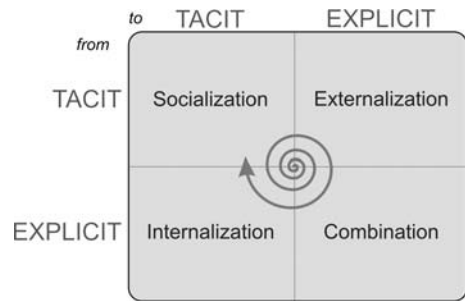 to TACIT EXPLICIT
from
TACIT Socialization Externalization
EXPLICIT Internalization Combination